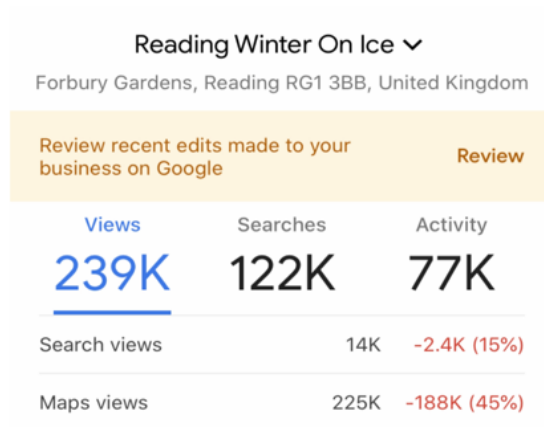 Reading Winter On Ice
Forbury Gardens, Reading RG1 3BB, United Kingdom
Review recent edits made to your
business on Google
Review
Views Searches Activity
239K 122K 77K
Search views 14K -2.4K (15%)
Maps views 225K -188K (45%)